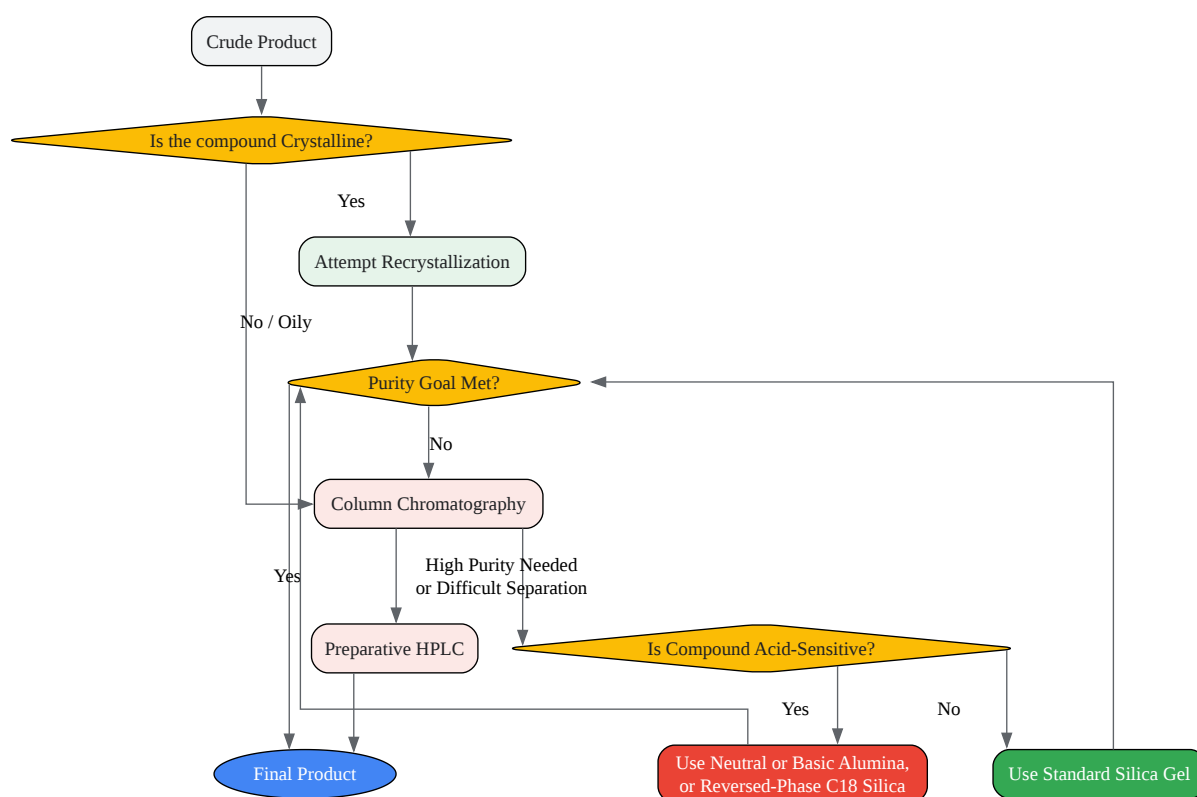 Crude Product
Is the compound Crystalline?
Yes
Attempt Recrystallization
No / Oily
Purity Goal Met?
No
Column Chromatography
High Purity Needed
or Difficult Separation
Yes
Preparative HPLC
Is Compound Acid-Sensitive?
Yes
No
Final Product
Use Neutral or Basic Alumina,
or Reversed-Phase C18 Silica
Use Standard Silica Gel